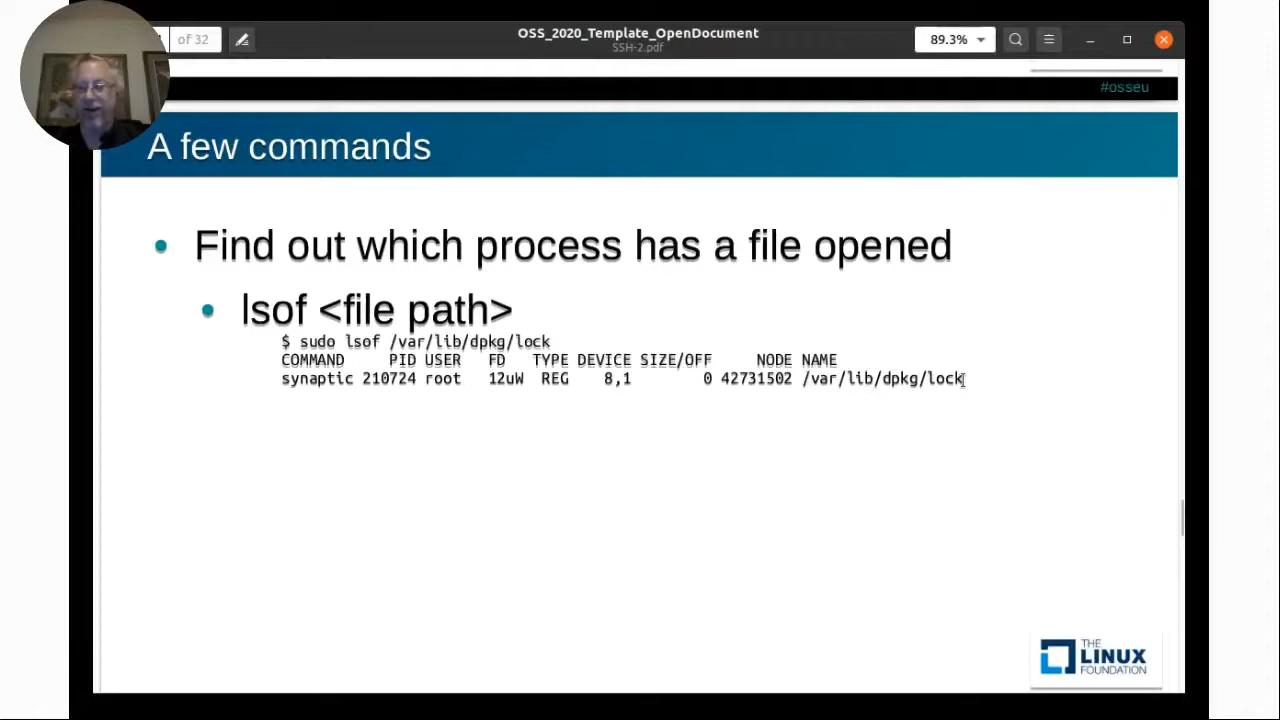 of 32
OSS_2020_Template_OpenDocument
SSH-2.pdf
89.3%
#osseu
A few commands
• Find out which process has a file opened
• lsof <file path>
$ sudo lsof /var/lib/dpkg/lock
COMMAND PID USER FD TYPE DEVICE SIZE/OFF NODE NAME
synaptic 210724 root 12uW REG 8,1 0 42731502 /var/lib/dpkg/lock
THE
LINUX
FOUNDATION